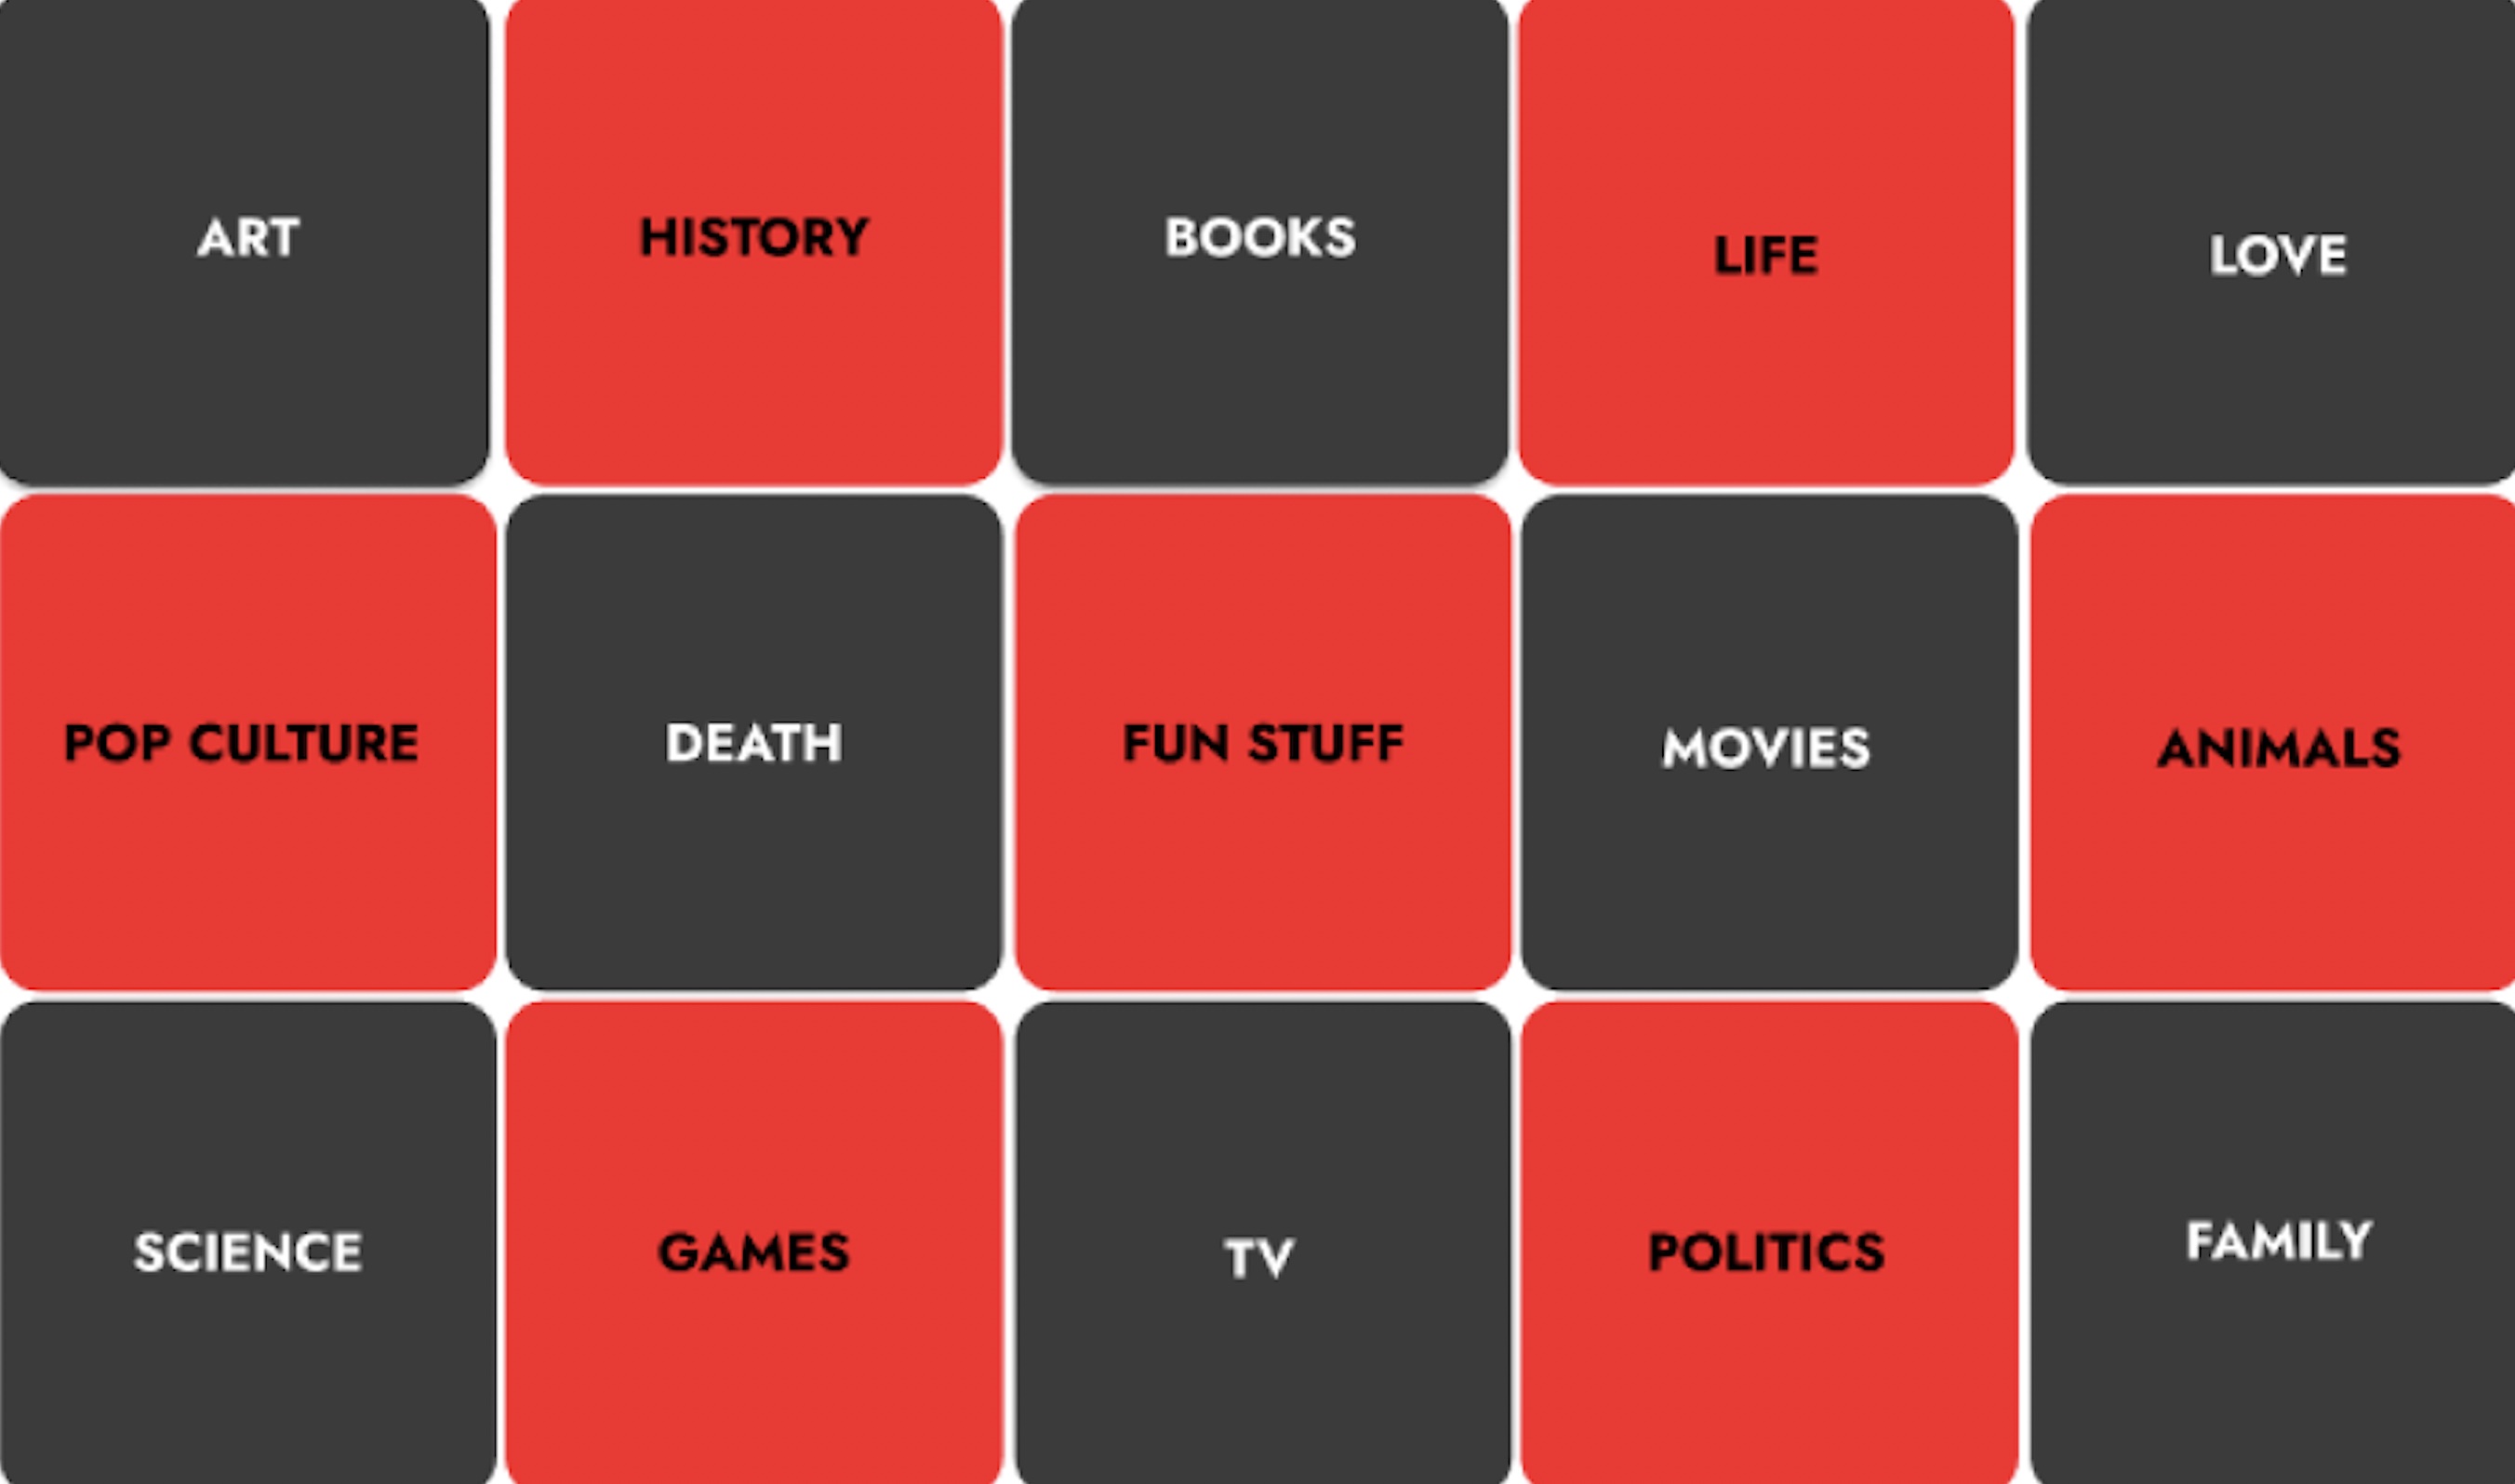 ART
HISTORY
BOOKS
LIFE
LOVE
POP CULTURE
DEATH
FUN STUFF
MOVIES
ANIMALS
SCIENCE
GAMES
TV
POLITICS
FAMILY